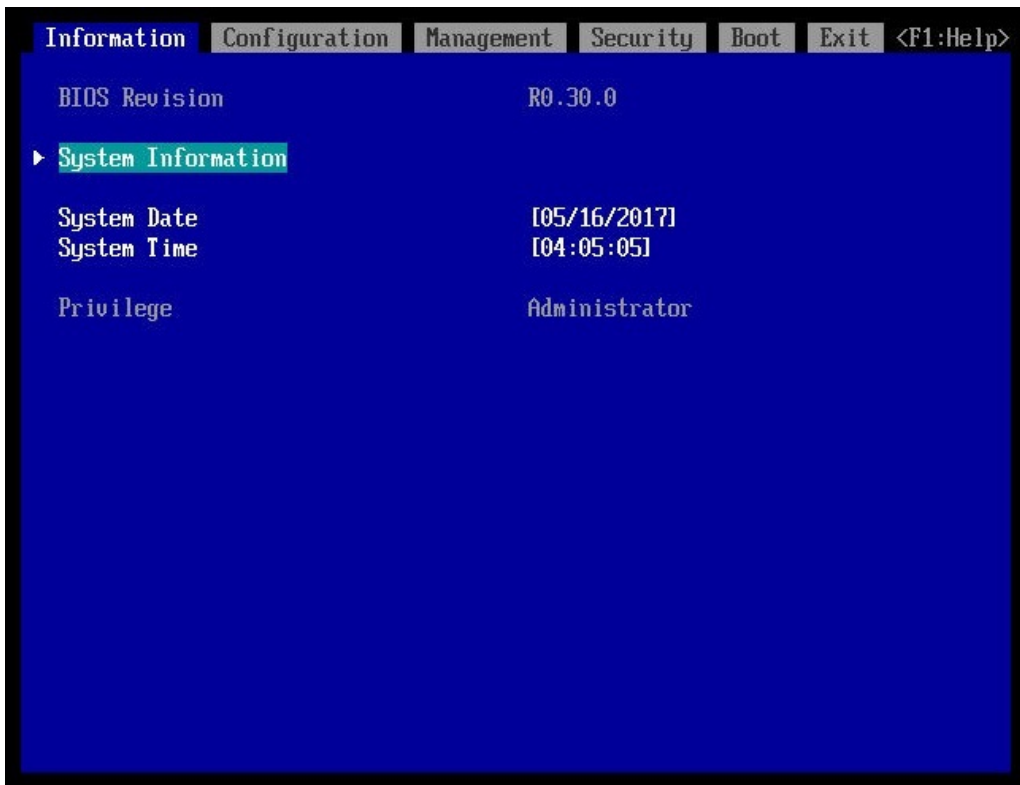 Information Configuration Management Security Boot Exit <F1:Help>
BIOS Revision R0.30.0
System Information
System Date [05/16/2017]
System Time [04:05:05]
Privilege Administrator